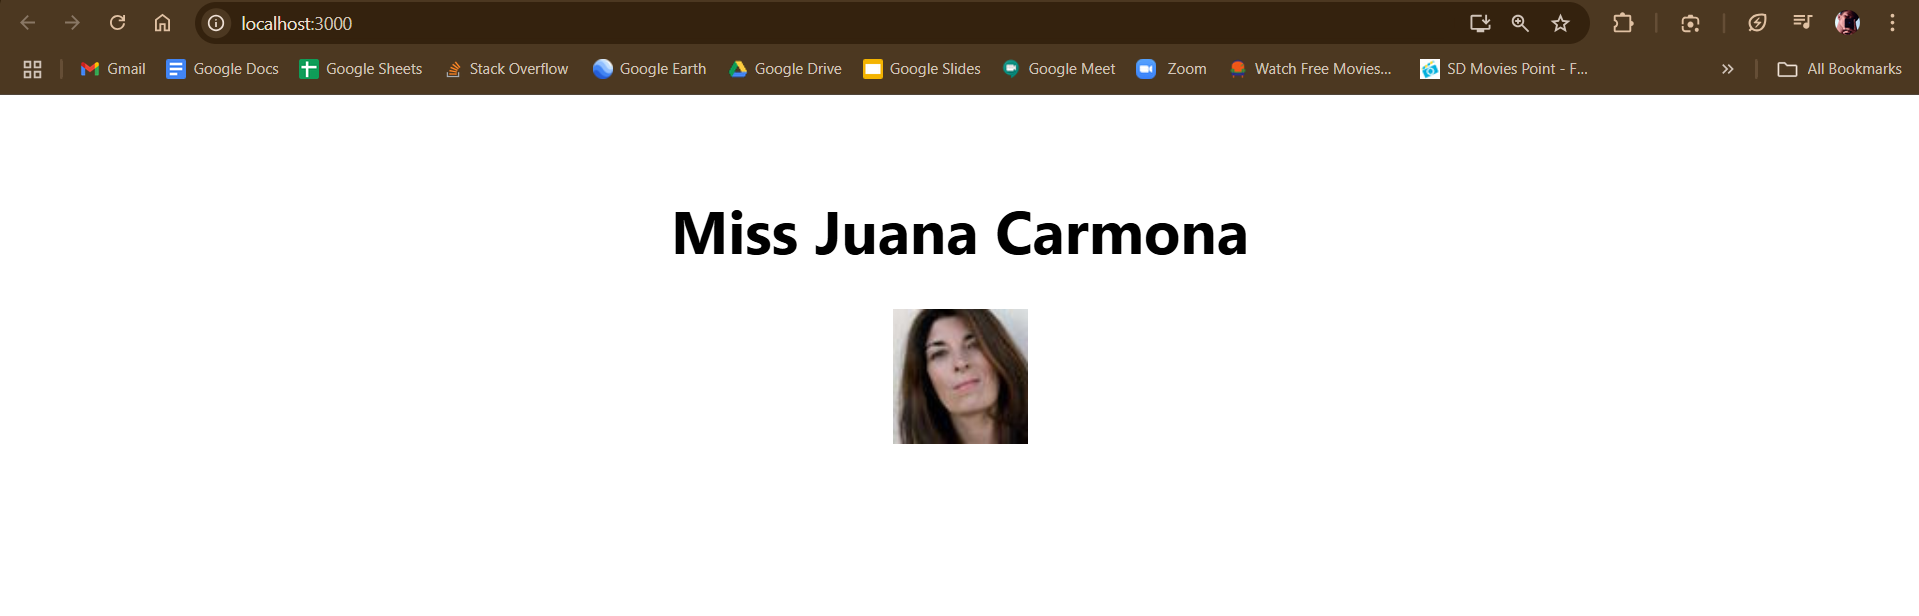 localhost:3000
Gmail Google Docs Google Sheets Stack Overflow Google Earth Google Drive Google Slides Google Meet Zoom Watch Free Movies... SD Movies Point - F... All Bookmarks
Miss Juana Carmona